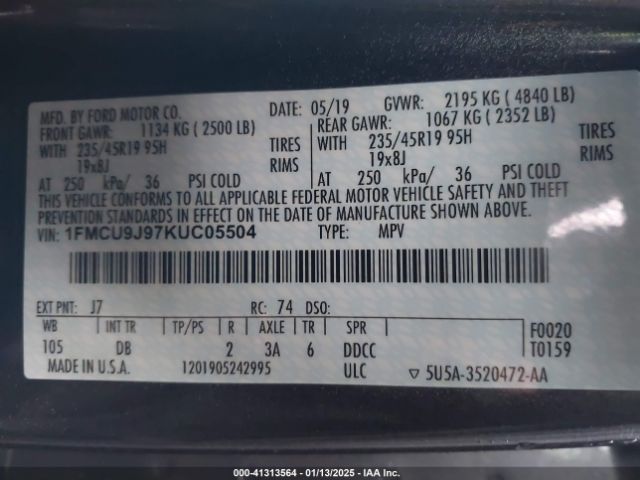 MFD. BY FORD MOTOR CO.
DATE: 05/19 GVWR: 2195 KG ( 4840 LB)
FRONT GAWR: 1134 KG ( 2500 LB)
WITH 235/45R19 95H TIRES
19x8J RIMS
AT 250 kPa/ 36 PSI COLD
REAR GAWR: 1067 KG ( 2352 LB)
WITH 235/45R19 95H TIRES
19x8J RIMS
AT 250 kPa/ 36 PSI COLD
THIS VEHICLE CONFORMS TO ALL APPLICABLE FEDERAL MOTOR VEHICLE SAFETY AND THEFT
PREVENTION STANDARDS IN EFFECT ON THE DATE OF MANUFACTURE SHOWN ABOVE.
VIN: 1FMCU9J97KUC05504 TYPE: MPV
EXT PNT: J7 RC: 74 DSO:
WB INT TR TP/PS R AXLE TR SPR
105 DB 2 3A 6 DDCC
F0020
T0159
MADE IN U.S.A. 1201905242995 ULC ▽ 5U5A-3520472-AA
000-41313564 - 01/13/2025 - IAA Inc.